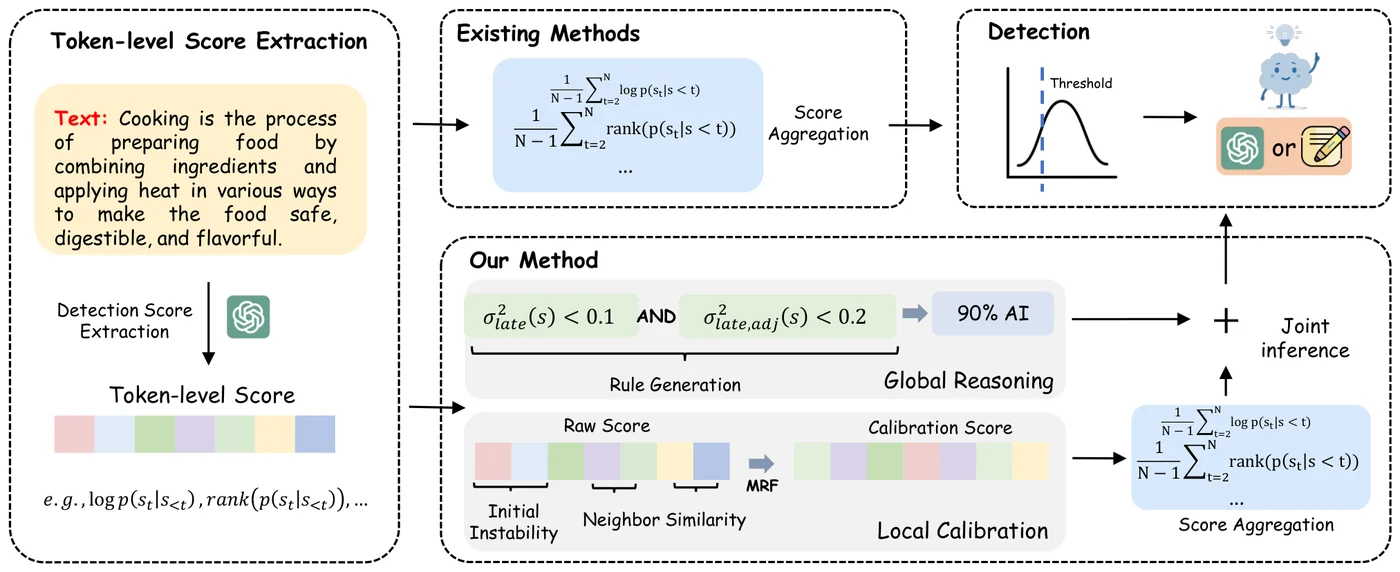 Token-level Score Extraction
Text: Cooking is the process
of preparing food by
combining ingredients and
applying heat in various ways
to make the food safe,
digestible, and flavorful.
Detection Score
Extraction
Token-level Score
e.g., log p(s_t|s_{<t}), rank(p(s_t|s_{<t})), ...
Existing Methods
1/(N − 1) ∑_{t=2}^{N} log p(s_t|s < t)
1/(N − 1) ∑_{t=2}^{N} rank(p(s_t|s < t))
...
Score
Aggregation
Detection
Threshold
or
Our Method
σ²_{late}(s) < 0.1 AND σ²_{late,adj}(s) < 0.2
90% AI
Rule Generation
Global Reasoning
Raw Score
Calibration Score
MRF
Initial
Instability
Neighbor Similarity
Local Calibration
Joint
inference
+
1/(N − 1) ∑_{t=2}^{N} log p(s_t|s < t)
1/(N − 1) ∑_{t=2}^{N} rank(p(s_t|s < t))
...
Score Aggregation